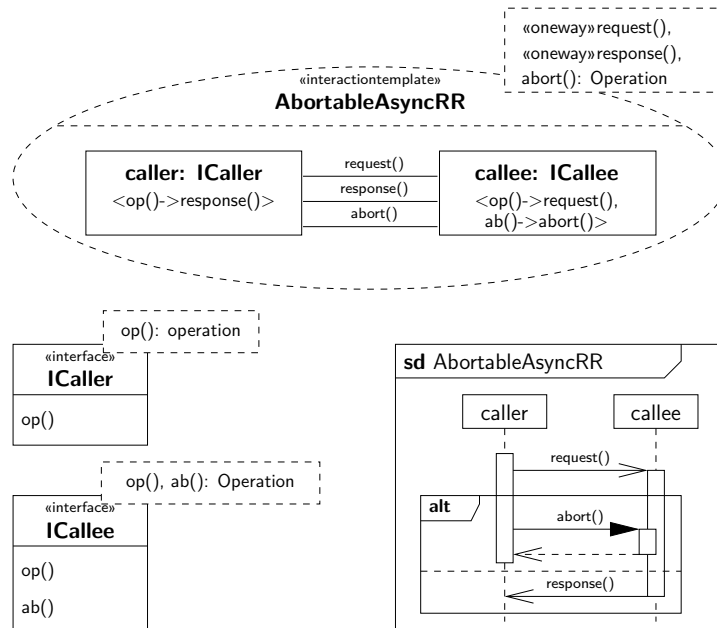 «oneway»request(),
«oneway»response(),
abort(): Operation
«interactiontemplate»
AbortableAsyncRR
caller: ICaller
<op()->response()>
request()
response()
abort()
callee: ICallee
<op()->request(),
ab()->abort()>
op(): operation
«interface»
ICaller
op()
op(), ab(): Operation
«interface»
ICallee
op()
ab()
sd AbortableAsyncRR
caller
callee
request()
alt
abort()
response()